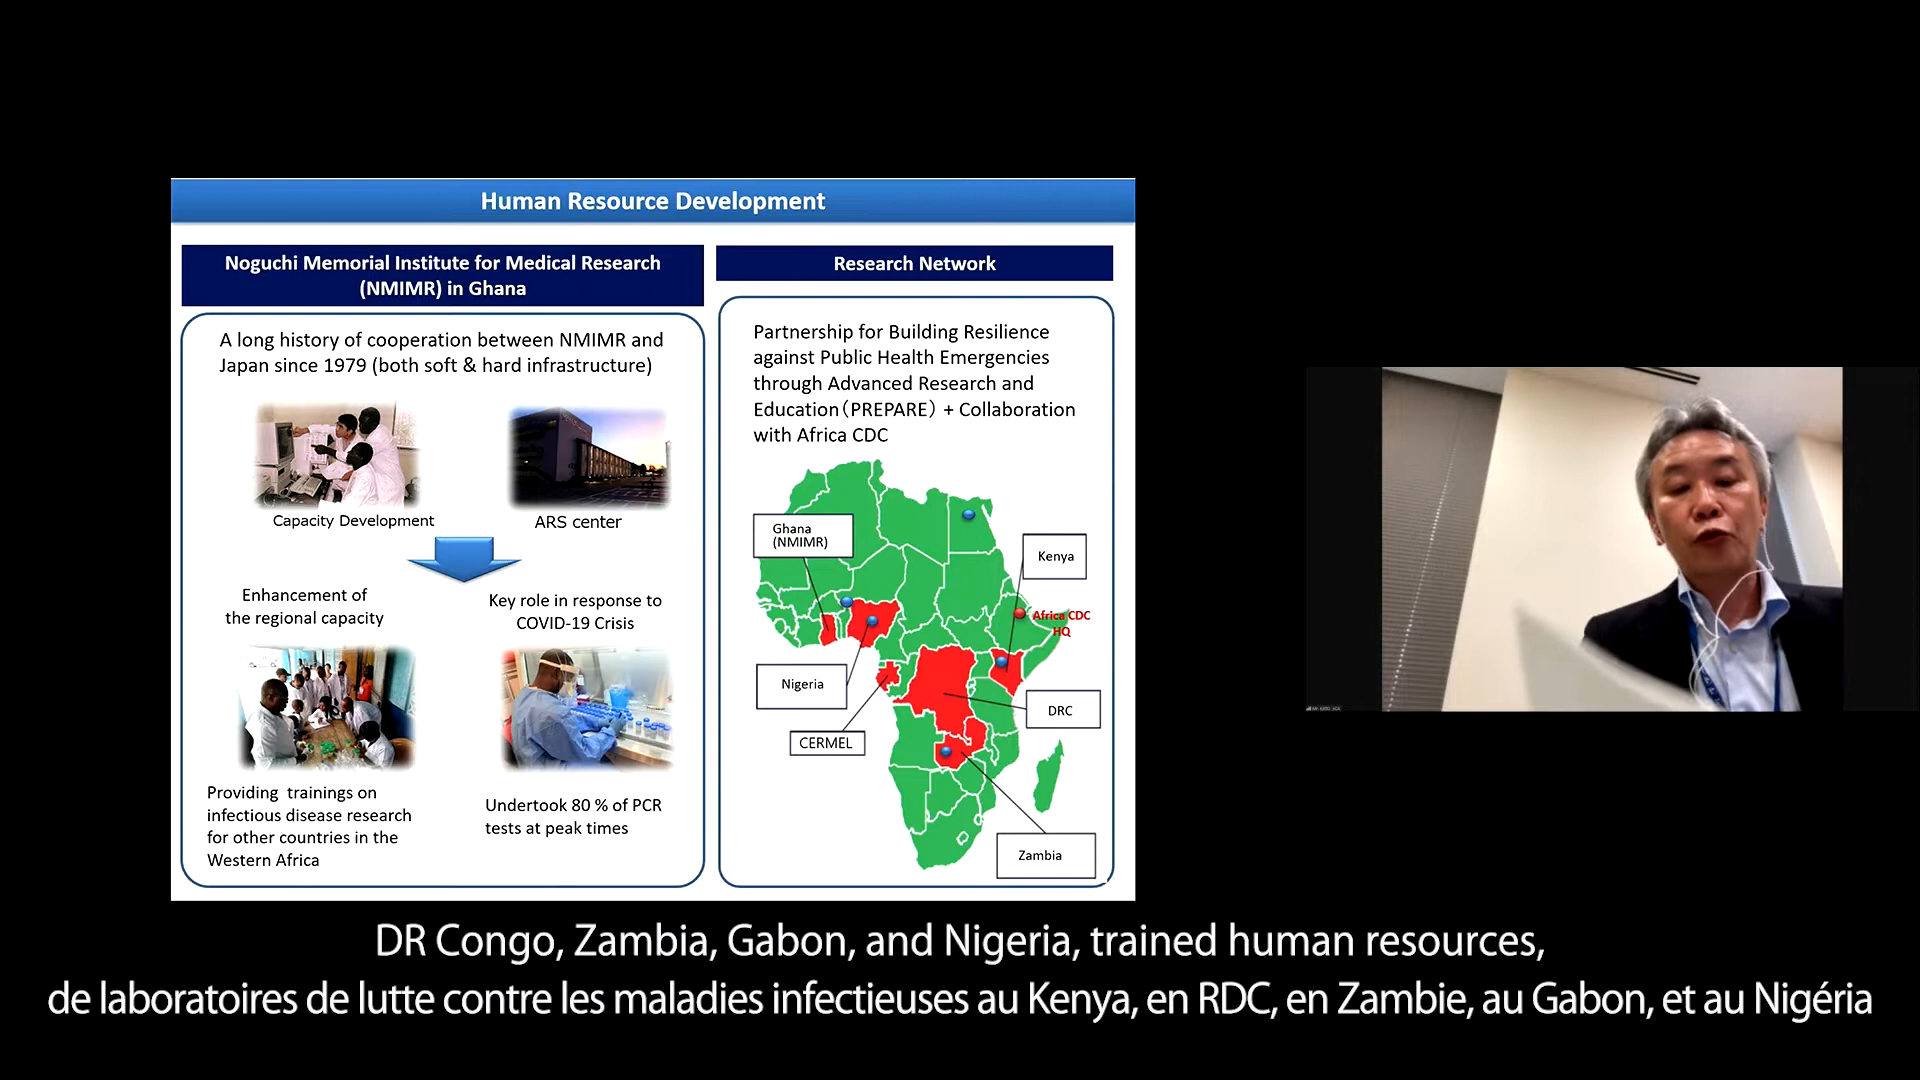 Human Resource Development
Noguchi Memorial Institute for Medical Research
(NMIMR) in Ghana
A long history of cooperation between NMIMR and
Japan since 1979 (both soft & hard infrastructure)
Capacity Development
ARS center
Enhancement of
the regional capacity
Key role in response to
COVID-19 Crisis
Providing trainings on
infectious disease research
for other countries in the
Western Africa
Undertook 80 % of PCR
tests at peak times
Research Network
Partnership for Building Resilience
against Public Health Emergencies
through Advanced Research and
Education（PREPARE） + Collaboration
with Africa CDC
Ghana
(NMIMR)
Kenya
Africa CDC
HQ
Nigeria
DRC
CERMEL
Zambia
DR Congo, Zambia, Gabon, and Nigeria, trained human resources,
de laboratoires de lutte contre les maladies infectieuses au Kenya, en RDC, en Zambie, au Gabon, et au Nigéria